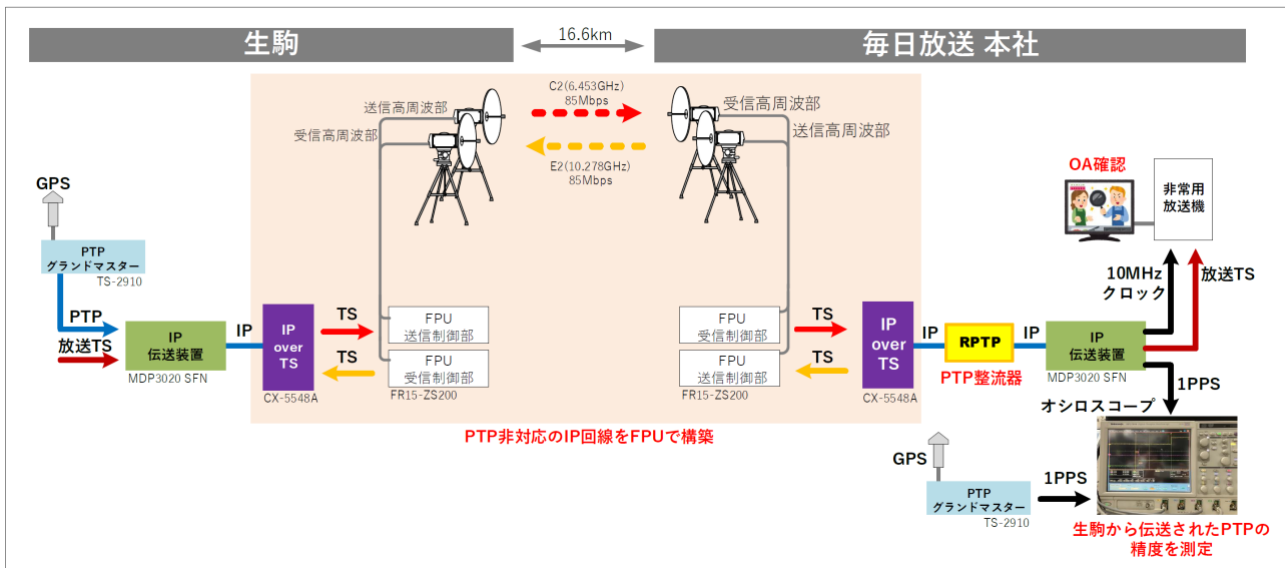 生駒
16.6km
毎日放送 本社
C2(6.453GHz)
85Mbps
E2(10.278GHz)
85Mbps
送信高周波部
受信高周波部
受信高周波部
送信高周波部
GPS
PTP
グランドマスター
TS-2910
PTP
放送TS
IP
伝送装置
MDP3020 SFN
IP
IP
over
TS
CX-5548A
TS
TS
FPU
送信制御部
FPU
受信制御部
FR15-ZS200
FPU
受信制御部
FPU
送信制御部
FR15-ZS200
TS
TS
IP
over
TS
CX-5548A
IP
RPTP
PTP整流器
IP
IP
伝送装置
MDP3020 SFN
OA確認
非常用
放送機
10MHz
クロック
放送TS
1PPS
オシロスコープ
PTP非対応のIP回線をFPUで構築
GPS
PTP
グランドマスター
TS-2910
1PPS
生駒から伝送されたPTPの
精度を測定